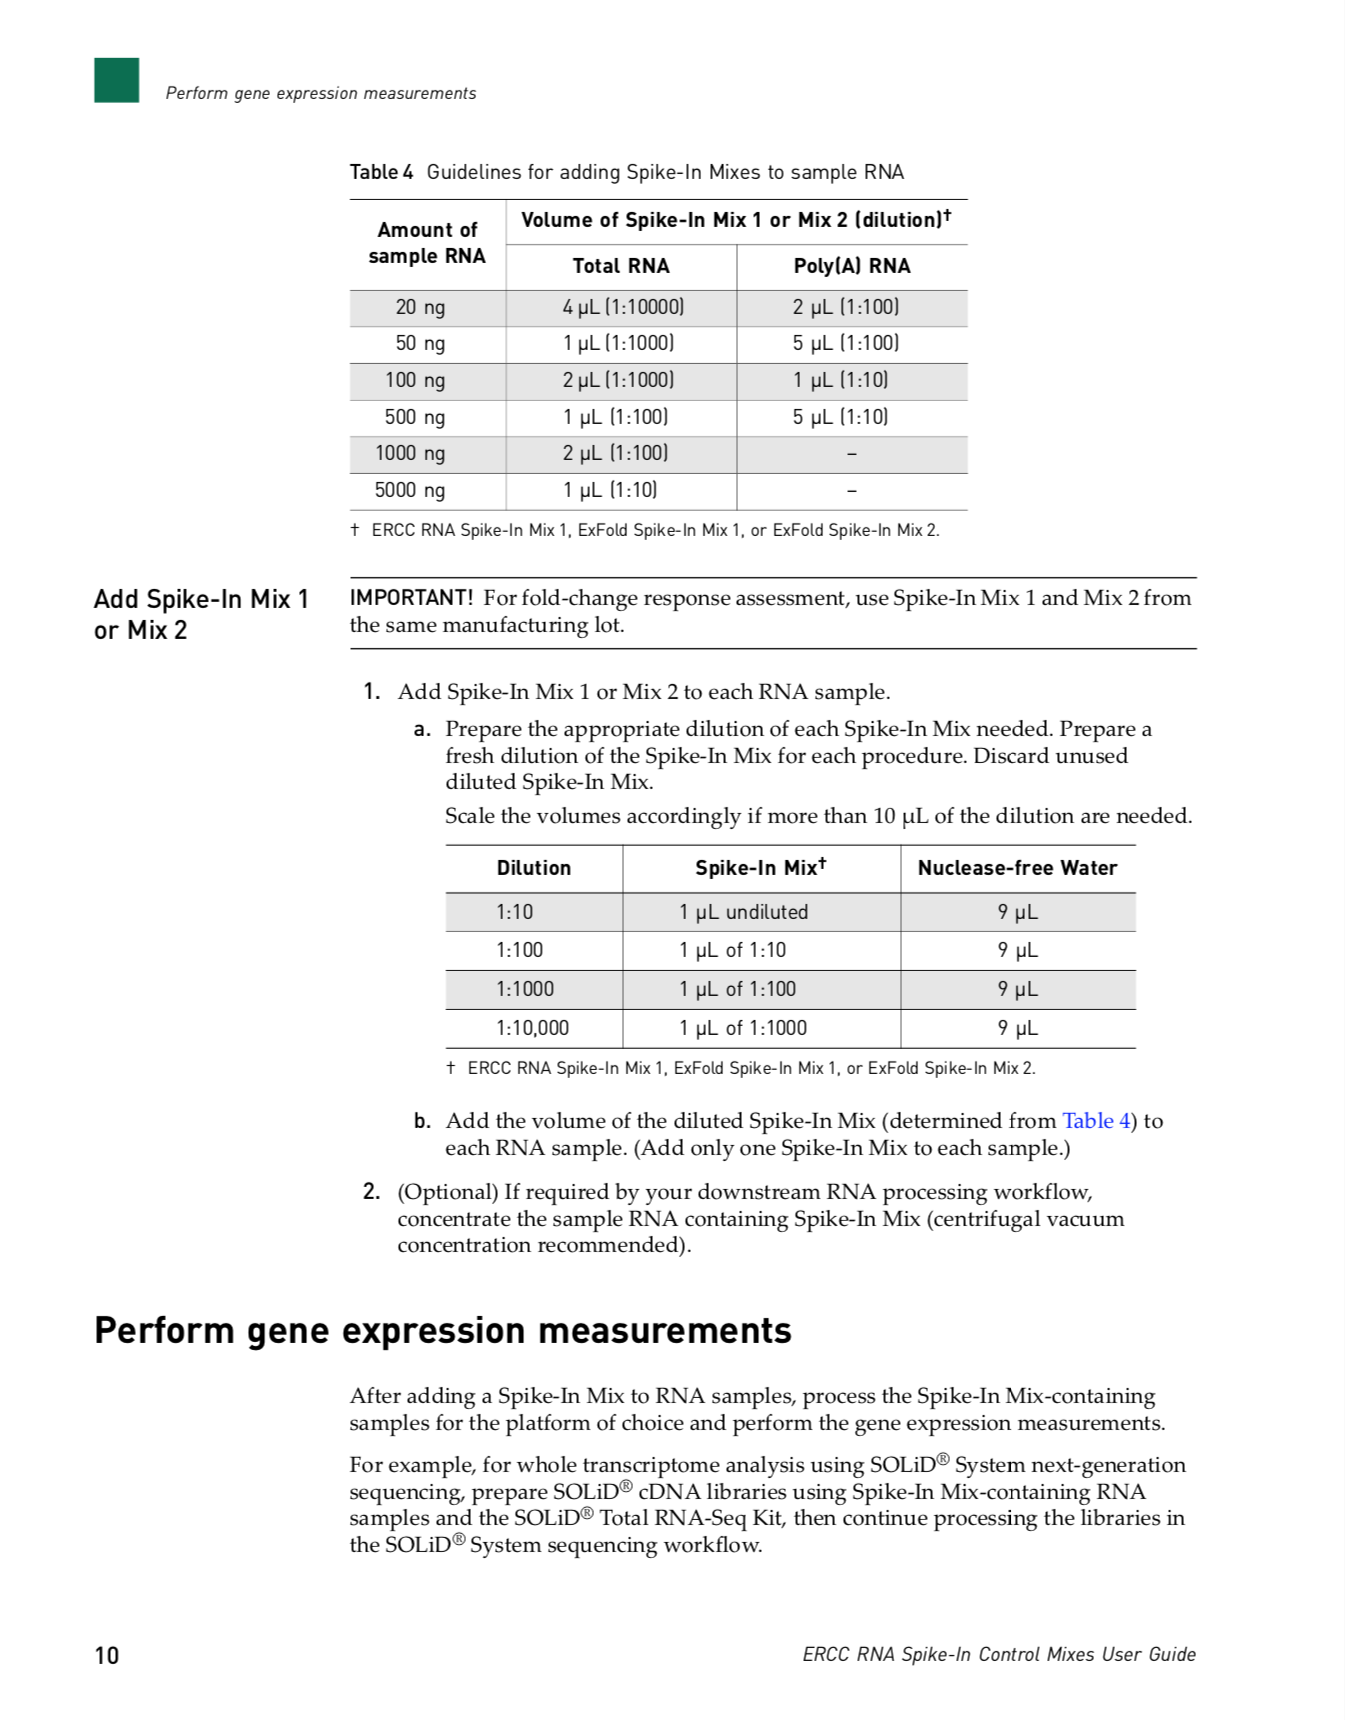 Perform gene expression measurements
Table 4 Guidelines for adding Spike-In Mixes to sample RNA
Amount of sample RNA
Volume of Spike-In Mix 1 or Mix 2 (dilution)†
Total RNA Poly(A) RNA
20 ng 4 µL (1:10000) 2 µL (1:100)
50 ng 1 µL (1:1000) 5 µL (1:100)
100 ng 2 µL (1:1000) 1 µL (1:10)
500 ng 1 µL (1:100) 5 µL (1:10)
1000 ng 2 µL (1:100) –
5000 ng 1 µL (1:10) –
† ERCC RNA Spike-In Mix 1, ExFold Spike-In Mix 1, or ExFold Spike-In Mix 2.
Add Spike-In Mix 1
or Mix 2
IMPORTANT! For fold-change response assessment, use Spike-In Mix 1 and Mix 2 from
the same manufacturing lot.
1. Add Spike-In Mix 1 or Mix 2 to each RNA sample.
a. Prepare the appropriate dilution of each Spike-In Mix needed. Prepare a
fresh dilution of the Spike-In Mix for each procedure. Discard unused
diluted Spike-In Mix.
Scale the volumes accordingly if more than 10 µL of the dilution are needed.
Dilution Spike-In Mix† Nuclease-free Water
1:10 1 µL undiluted 9 µL
1:100 1 µL of 1:10 9 µL
1:1000 1 µL of 1:100 9 µL
1:10,000 1 µL of 1:1000 9 µL
† ERCC RNA Spike-In Mix 1, ExFold Spike-In Mix 1, or ExFold Spike-In Mix 2.
b. Add the volume of the diluted Spike-In Mix (determined from Table 4) to
each RNA sample. (Add only one Spike-In Mix to each sample.)
2. (Optional) If required by your downstream RNA processing workflow,
concentrate the sample RNA containing Spike-In Mix (centrifugal vacuum
concentration recommended).
Perform gene expression measurements
After adding a Spike-In Mix to RNA samples, process the Spike-In Mix-containing
samples for the platform of choice and perform the gene expression measurements.
For example, for whole transcriptome analysis using SOLiD® System next-generation
sequencing, prepare SOLiD® cDNA libraries using Spike-In Mix-containing RNA
samples and the SOLiD® Total RNA-Seq Kit, then continue processing the libraries in
the SOLiD® System sequencing workflow.
10 ERCC RNA Spike-In Control Mixes User Guide